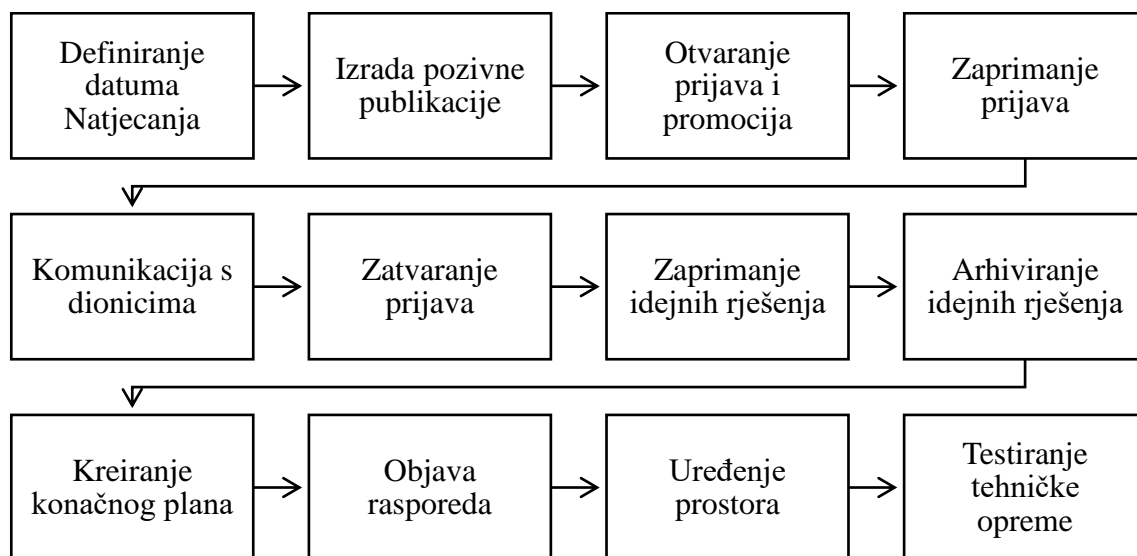 Definiranje
datuma
Natjecanja
Izrada pozivne
publikacije
Otvaranje
prijava i
promocija
Zaprimanje
prijava
Komunikacija s
dionicima
Zatvaranje
prijava
Zaprimanje
idejnih rješenja
Arhiviranje
idejnih rješenja
Kreiranje
konačnog plana
Objava
rasporeda
Uređenje
prostora
Testiranje
tehničke
opreme